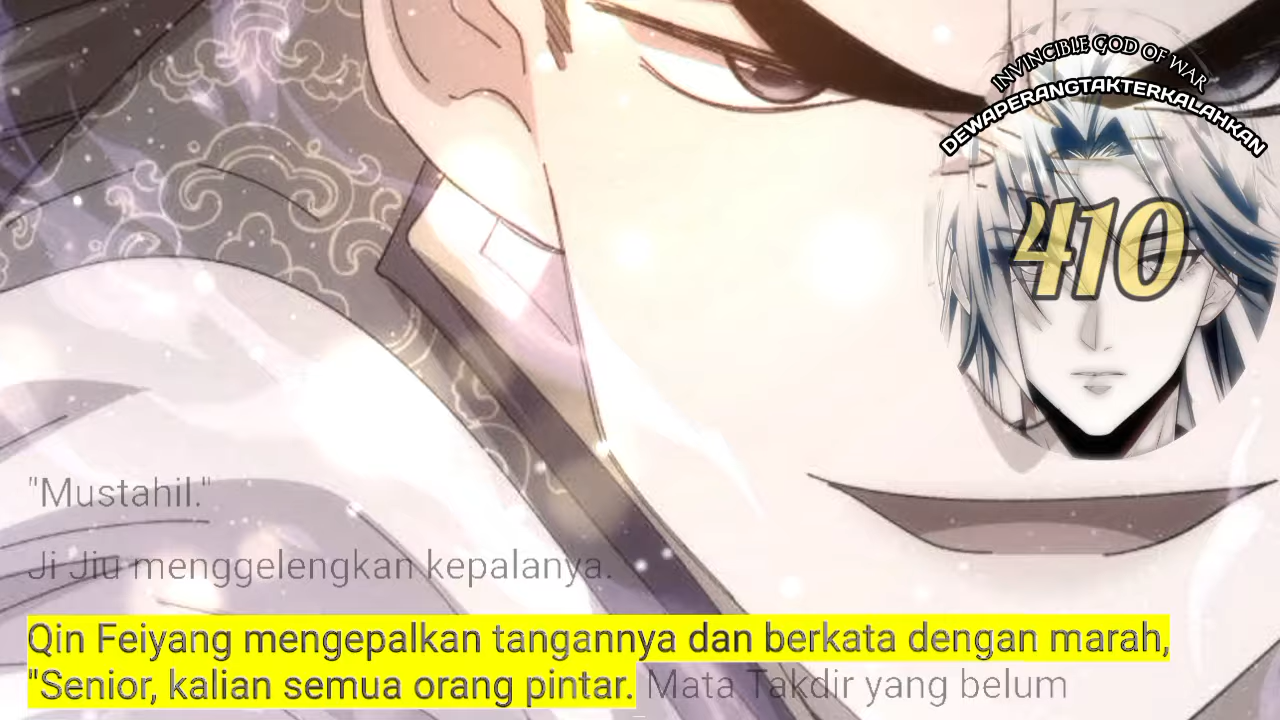 INVINCIBLE GOD OF WAR
DEWAPERANGTAKTERKALAHKAN
410
"Mustahil."
Ji Jiu menggelengkan kepalanya.
Qin Feiyang mengepalkan tangannya dan berkata dengan marah,
"Senior, kalian semua orang pintar. Mata Takdir yang belum